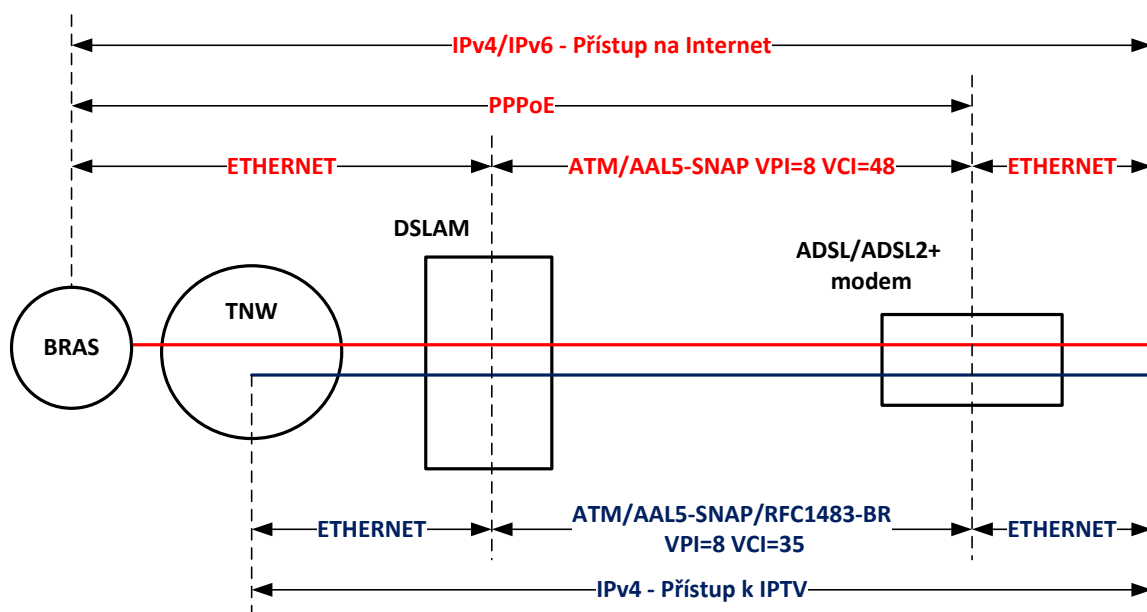 IPv4/IPv6 - Přístup na Internet
PPPoE
ETHERNET
ATM/AAL5-SNAP VPI=8 VCI=48
ETHERNET
DSLAM
ADSL/ADSL2+
modem
TNW
BRAS
ETHERNET
ATM/AAL5-SNAP/RFC1483-BR
VPI=8 VCI=35
ETHERNET
IPv4 - Přístup k IPTV